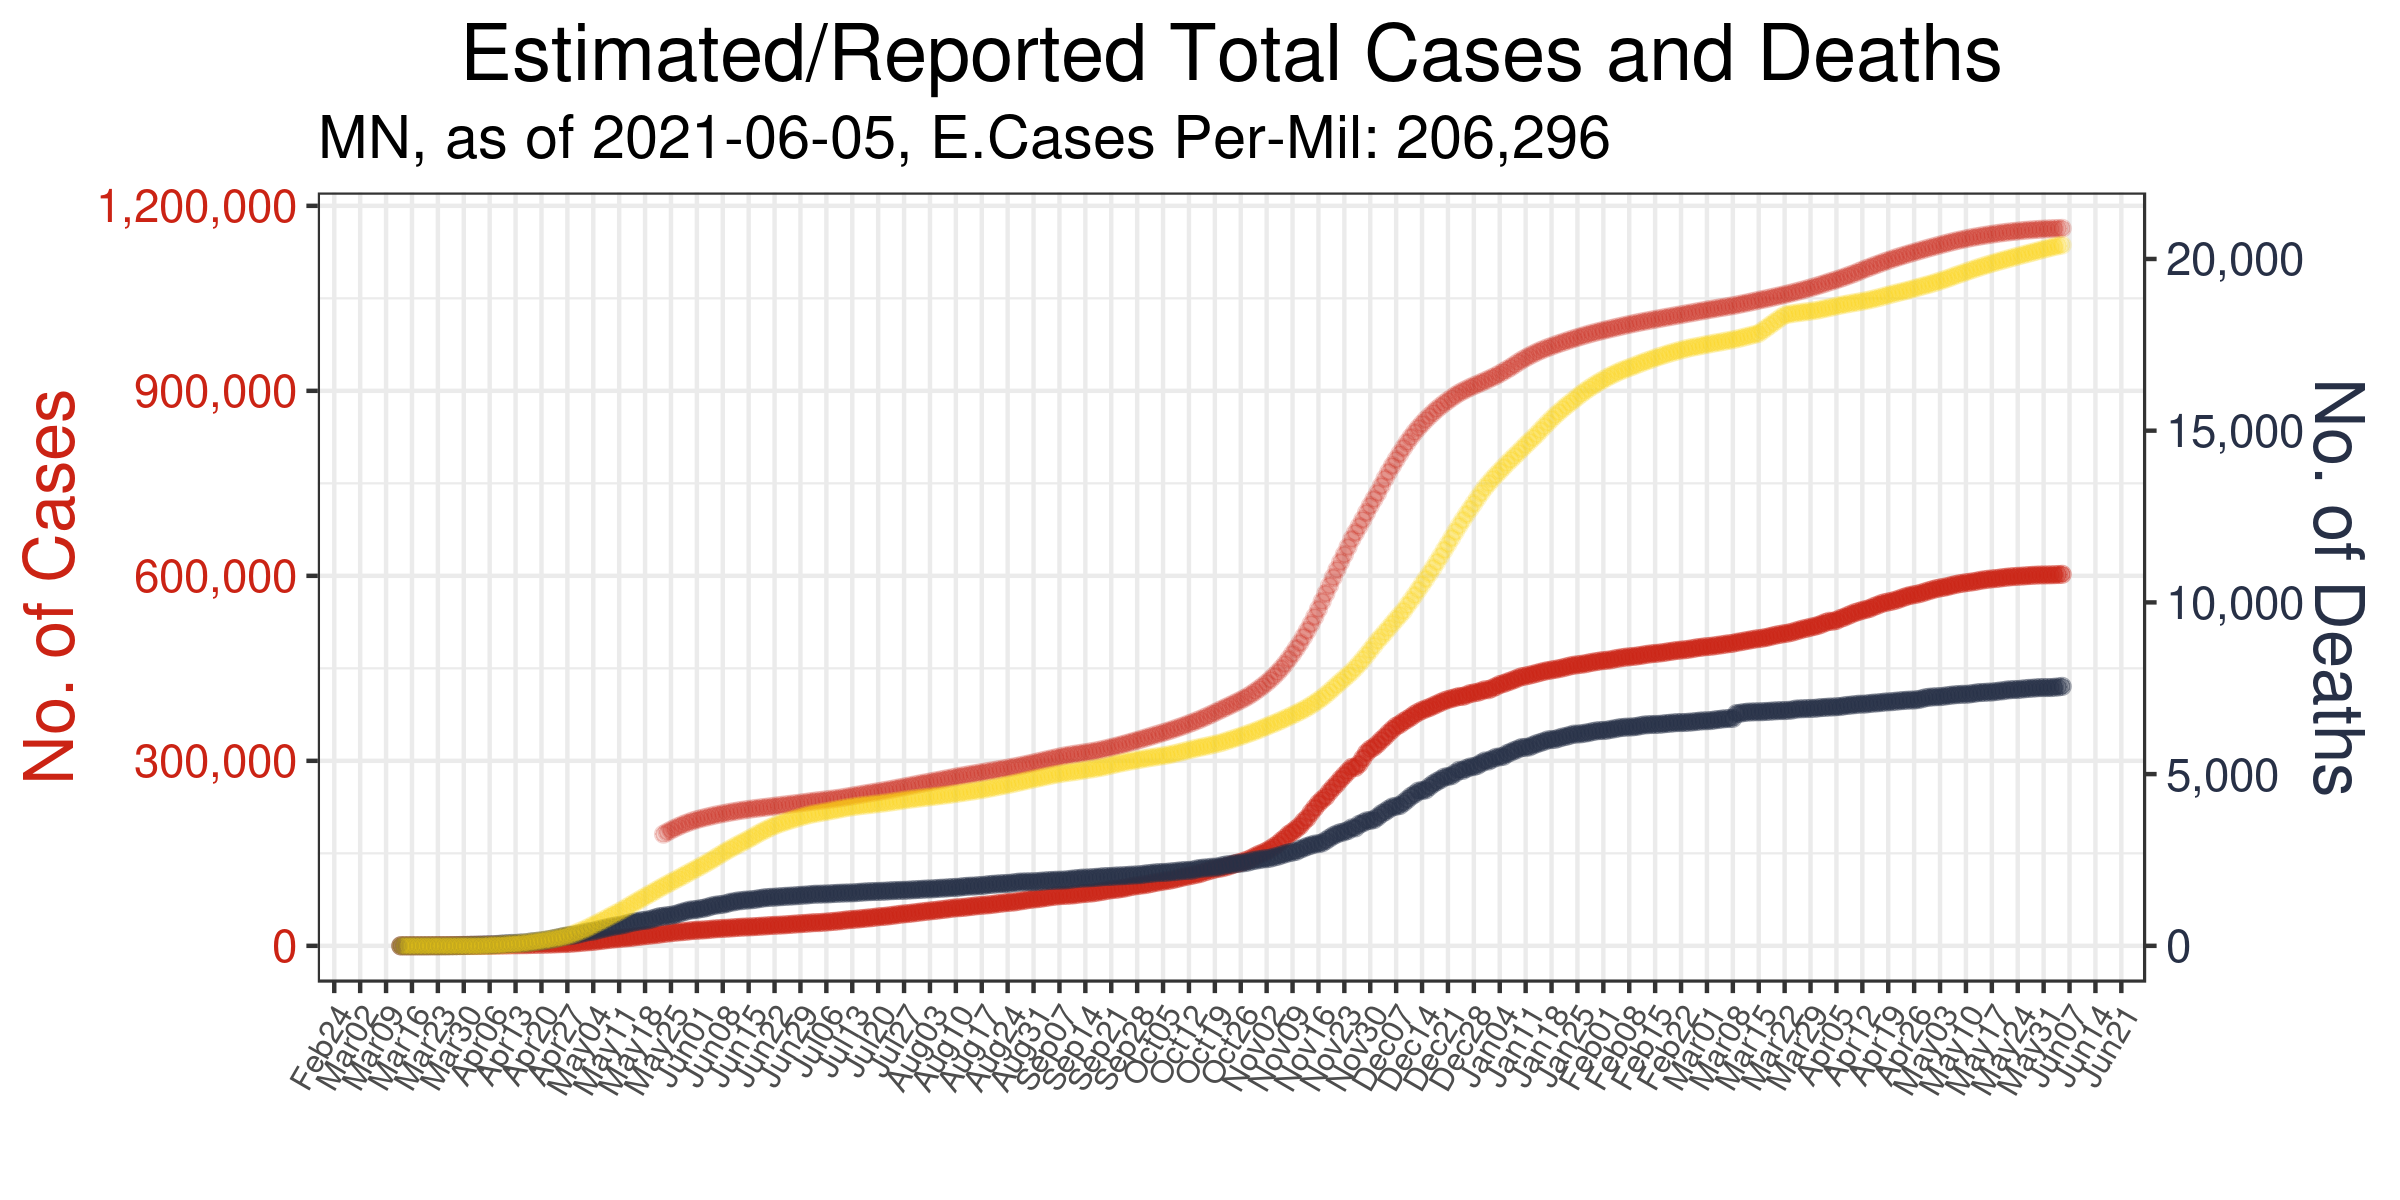 Estimated/Reported Total Cases and Deaths
MN, as of 2021-06-05, E.Cases Per-Mil: 206,296
No. of Cases
1,200,000
900,000
600,000
300,000
0
20,000
15,000
10,000
5,000
0
No. of Deaths
Feb24
Mar02
Mar09
Mar16
Mar23
Mar30
Apr06
Apr13
Apr20
Apr27
May04
May11
May18
May25
Jun01
Jun08
Jun15
Jun22
Jun29
Jul06
Jul13
Jul20
Jul27
Aug03
Aug10
Aug17
Aug24
Aug31
Sep07
Sep14
Sep21
Sep28
Oct05
Oct12
Oct19
Oct26
Nov02
Nov09
Nov16
Nov23
Nov30
Dec07
Dec14
Dec21
Dec28
Jan04
Jan11
Jan18
Jan25
Feb01
Feb08
Feb15
Feb22
Mar01
Mar08
Mar15
Mar22
Mar29
Apr05
Apr12
Apr19
Apr26
May03
May10
May17
May24
May31
Jun07
Jun14
Jun21